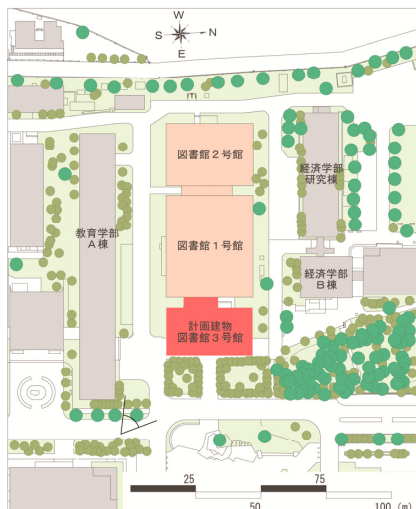 W
S N
E
図書館2号館
経済学部
研究棟
教育学部
A棟
図書館1号館
経済学部
B棟
計画建物
図書館3号館
25 75
50 100 (m)